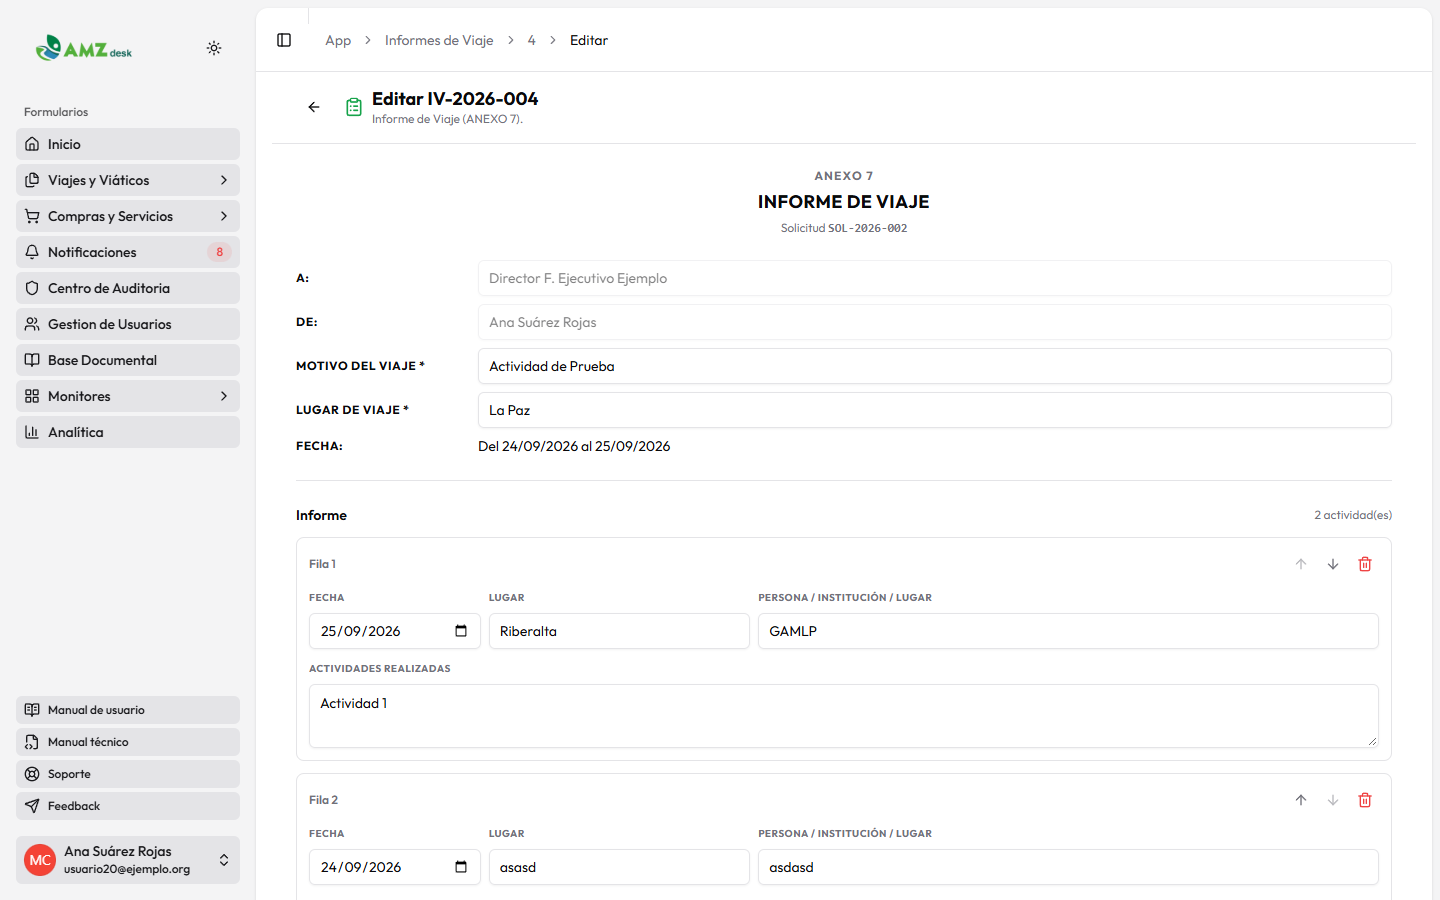 AMZ desk
Formularios
Inicio
Viajes y Viáticos
Compras y Servicios
Notificaciones 8
Centro de Auditoria
Gestion de Usuarios
Base Documental
Monitores
Analítica
Manual de usuario
Manual técnico
Soporte
Feedback
MC
Ana Suárez Rojas
usuario20@ejemplo.org
App > Informes de Viaje > 4 > Editar
Editar IV-2026-004
Informe de Viaje (ANEXO 7).
ANEXO 7
INFORME DE VIAJE
Solicitud SOL-2026-002
A: Director F. Ejecutivo Ejemplo
DE: Ana Suárez Rojas
MOTIVO DEL VIAJE * Actividad de Prueba
LUGAR DE VIAJE * La Paz
FECHA: Del 24/09/2026 al 25/09/2026
Informe 2 actividad(es)
Fila 1
FECHA LUGAR PERSONA / INSTITUCIÓN / LUGAR
25/09/2026 Riberalta GAMLP
ACTIVIDADES REALIZADAS
Actividad 1
Fila 2
FECHA LUGAR PERSONA / INSTITUCIÓN / LUGAR
24/09/2026 asasd asdasd